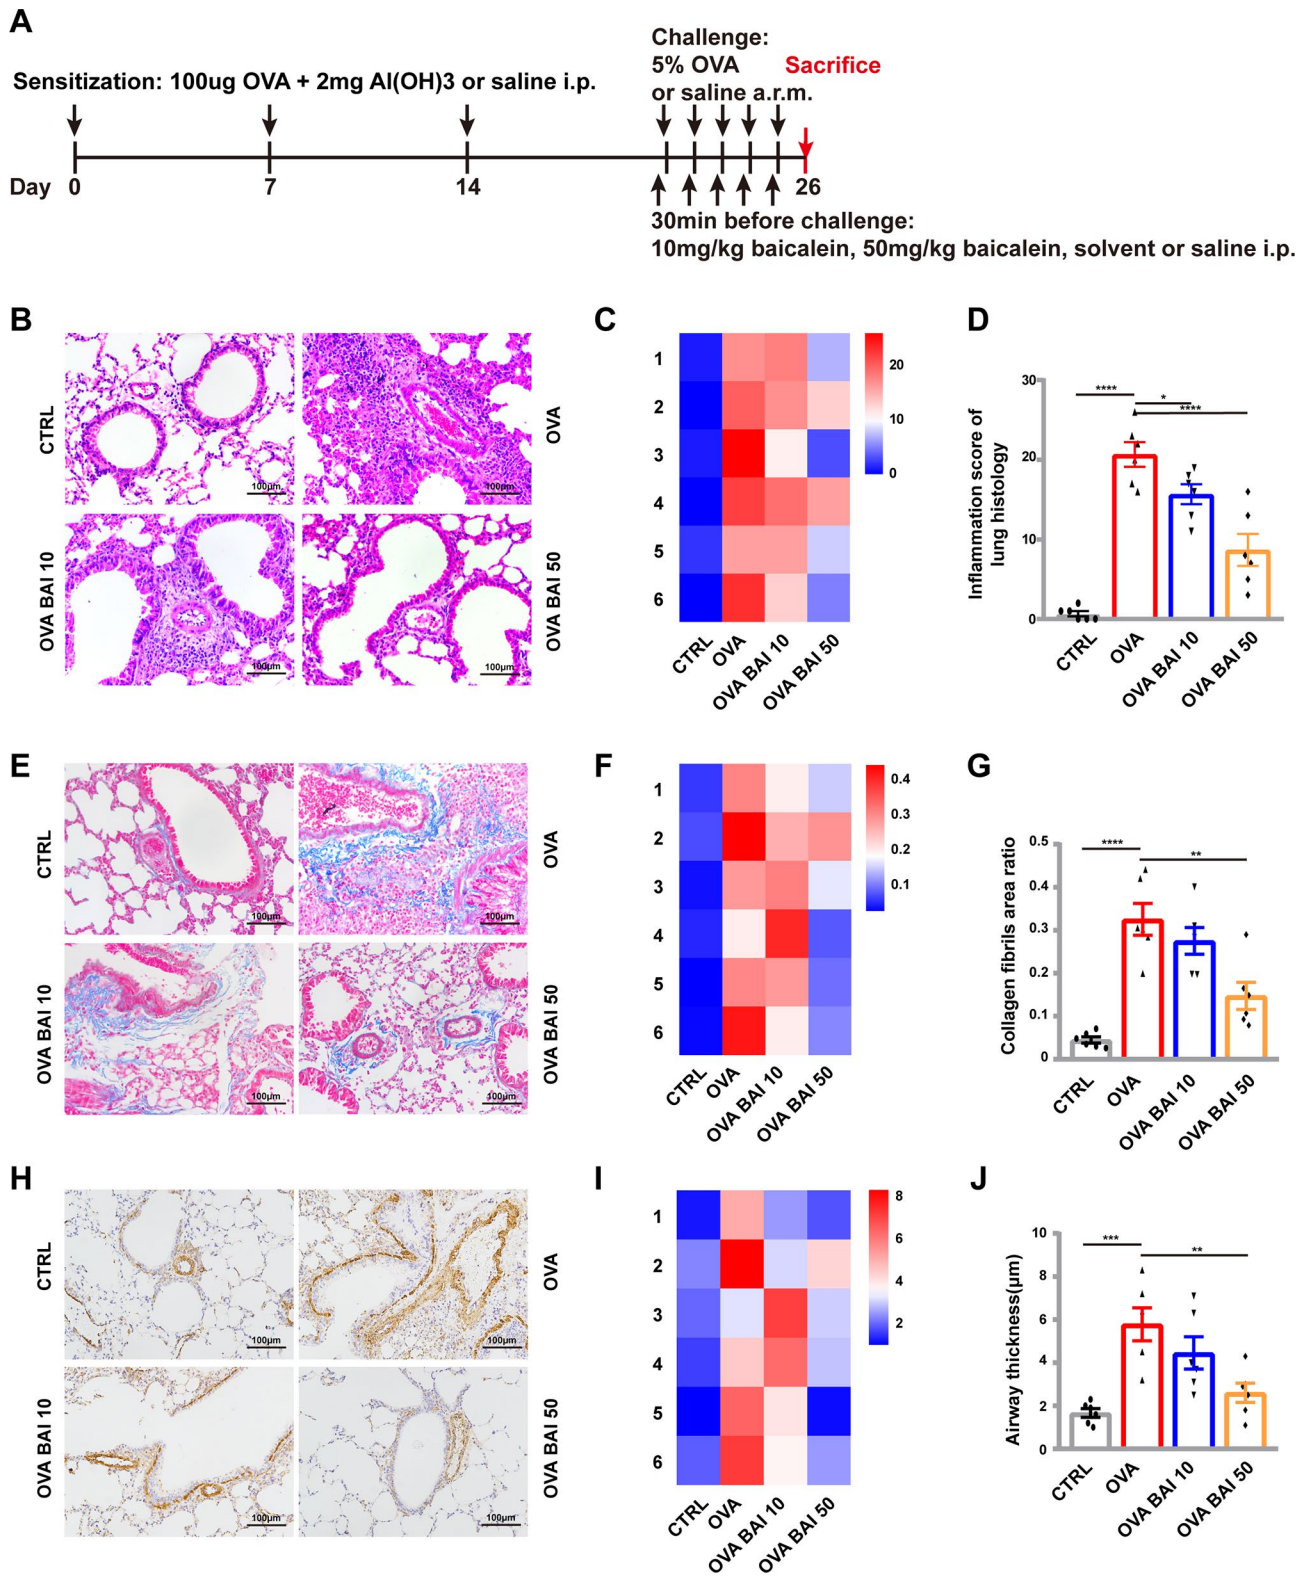 A
Challenge:
5% OVA Sacrifice
Sensitization: 100ug OVA + 2mg Al(OH)3 or saline i.p.
or saline a.r.m.
Day 0 7 14 26
30min before challenge:
10mg/kg baicalein, 50mg/kg baicalein, solvent or saline i.p.
B
CTRL
OVA
100μm
100μm
OVA BAI 10
OVA BAI 50
100μm
100μm
C
1
2
3
4
5
6
20
10
0
CTRL
OVA
OVA BAI 10
OVA BAI 50
D
Inflammation score of
lung histology
30
20
10
0
****
*
****
CTRL
OVA
OVA BAI 10
OVA BAI 50
E
CTRL
OVA
100μm
100μm
OVA BAI 10
OVA BAI 50
100μm
100μm
F
1
2
3
4
5
6
0.4
0.3
0.2
0.1
CTRL
OVA
OVA BAI 10
OVA BAI 50
G
Collagen fibrils area ratio
0.5
0.4
0.3
0.2
0.1
0
****
**
CTRL
OVA
OVA BAI 10
OVA BAI 50
H
CTRL
OVA
100μm
100μm
OVA BAI 10
OVA BAI 50
100μm
100μm
I
1
2
3
4
5
6
8
6
4
2
CTRL
OVA
OVA BAI 10
OVA BAI 50
J
Airway thickness(μm)
10
8
6
4
2
0
***
**
CTRL
OVA
OVA BAI 10
OVA BAI 50